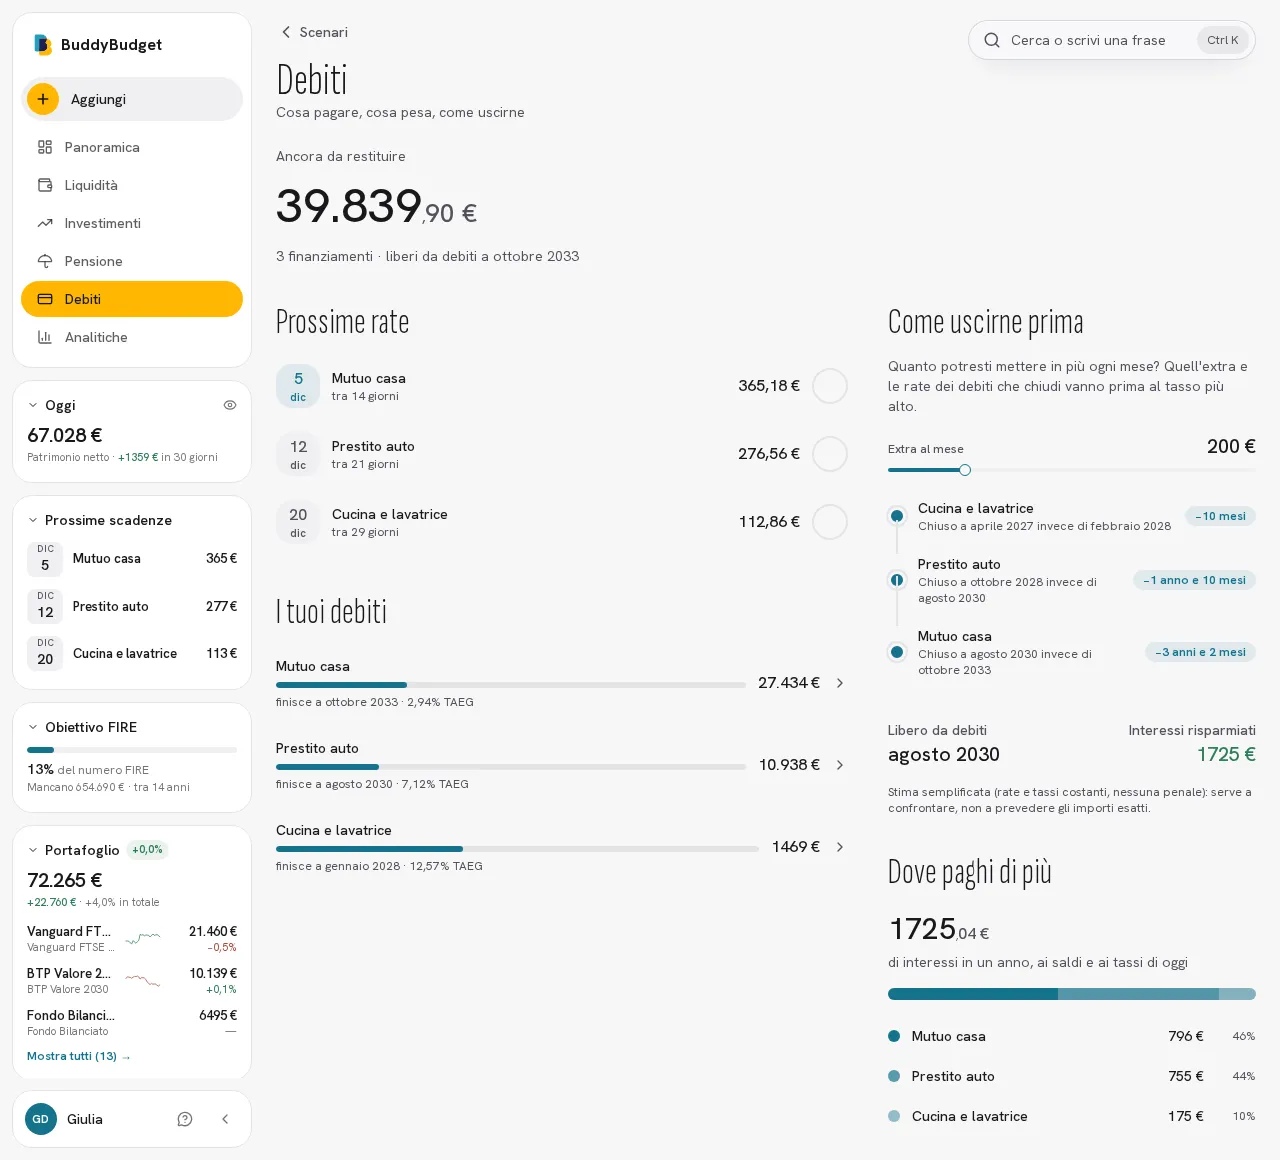 BuddyBudget
Aggiungi
Panoramica
Liquidità
Investimenti
Pensione
Debiti
Analitiche
Oggi
67.028 €
Patrimonio netto · +1359 € in 30 giorni
Prossime scadenze
DIC
5
Mutuo casa
365 €
DIC
12
Prestito auto
277 €
DIC
20
Cucina e lavatrice
113 €
Obiettivo FIRE
13% del numero FIRE
Mancano 654.690 € · tra 14 anni
Portafoglio +0,0%
72.265 €
+22.760 € · +4,0% in totale
Vanguard FT...
21.460 €
Vanguard FTSE ...
-0,5%
BTP Valore 2...
10.139 €
BTP Valore 2030
+0,1%
Fondo Bilanci...
6495 €
Fondo Bilanciato
—
Mostra tutti (13) →
GD
Giulia
Scenari
Cerca o scrivi una frase
Ctrl K
Debiti
Cosa pagare, cosa pesa, come uscirne
Ancora da restituire
39.839,90 €
3 finanziamenti · liberi da debiti a ottobre 2033
Prossime rate
5
dic
Mutuo casa
tra 14 giorni
365,18 €
12
dic
Prestito auto
tra 21 giorni
276,56 €
20
dic
Cucina e lavatrice
tra 29 giorni
112,86 €
I tuoi debiti
Mutuo casa
27.434 €
finisce a ottobre 2033 · 2,94% TAEG
Prestito auto
10.938 €
finisce a agosto 2030 · 7,12% TAEG
Cucina e lavatrice
1469 €
finisce a gennaio 2028 · 12,57% TAEG
Come uscirne prima
Quanto potresti mettere in più ogni mese? Quell'extra e
le rate dei debiti che chiudi vanno prima al tasso più
alto.
Extra al mese
200 €
Cucina e lavatrice
Chiuso a aprile 2027 invece di febbraio 2028
−10 mesi
Prestito auto
Chiuso a ottobre 2028 invece di
agosto 2030
−1 anno e 10 mesi
Mutuo casa
Chiuso a agosto 2030 invece di
ottobre 2033
−3 anni e 2 mesi
Libero da debiti
Interessi risparmiati
agosto 2030
1725 €
Stima semplificata (rate e tassi costanti, nessuna penale): serve a
confrontare, non a prevedere gli importi esatti.
Dove paghi di più
1725,04 €
di interessi in un anno, ai saldi e ai tassi di oggi
Mutuo casa
796 €
46%
Prestito auto
755 €
44%
Cucina e lavatrice
175 €
10%